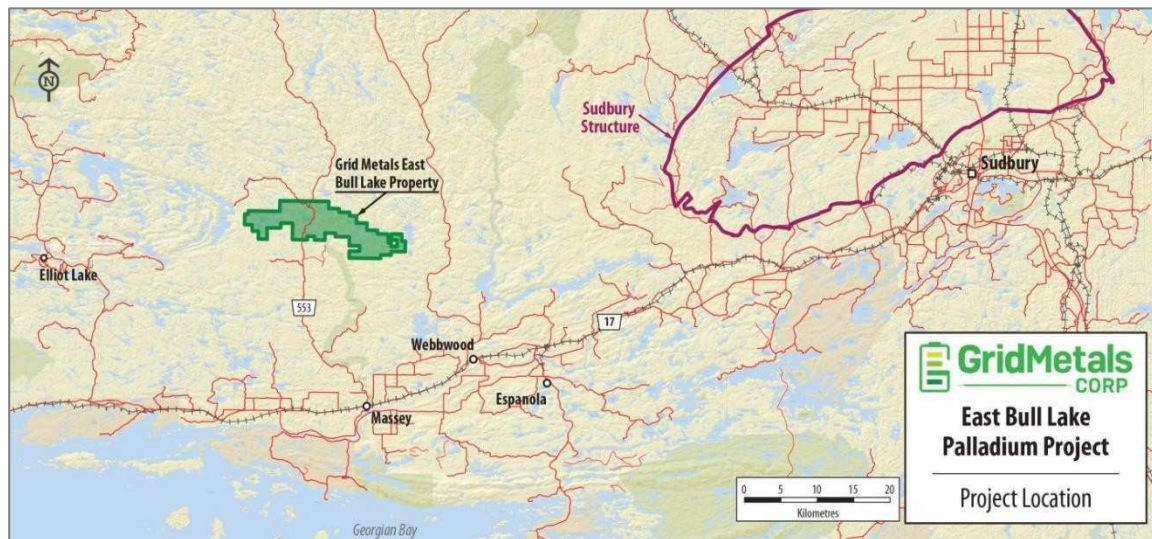 N
Sudbury
Structure
Sudbury
Grid Metals East
Bull Lake Property
Elliot Lake
553
17
Webbwood
Espanola
Massey
Georgian Bay
GridMetals
CORP
East Bull Lake
Palladium Project
Project Location
0 5 10 15 20
Kilometres